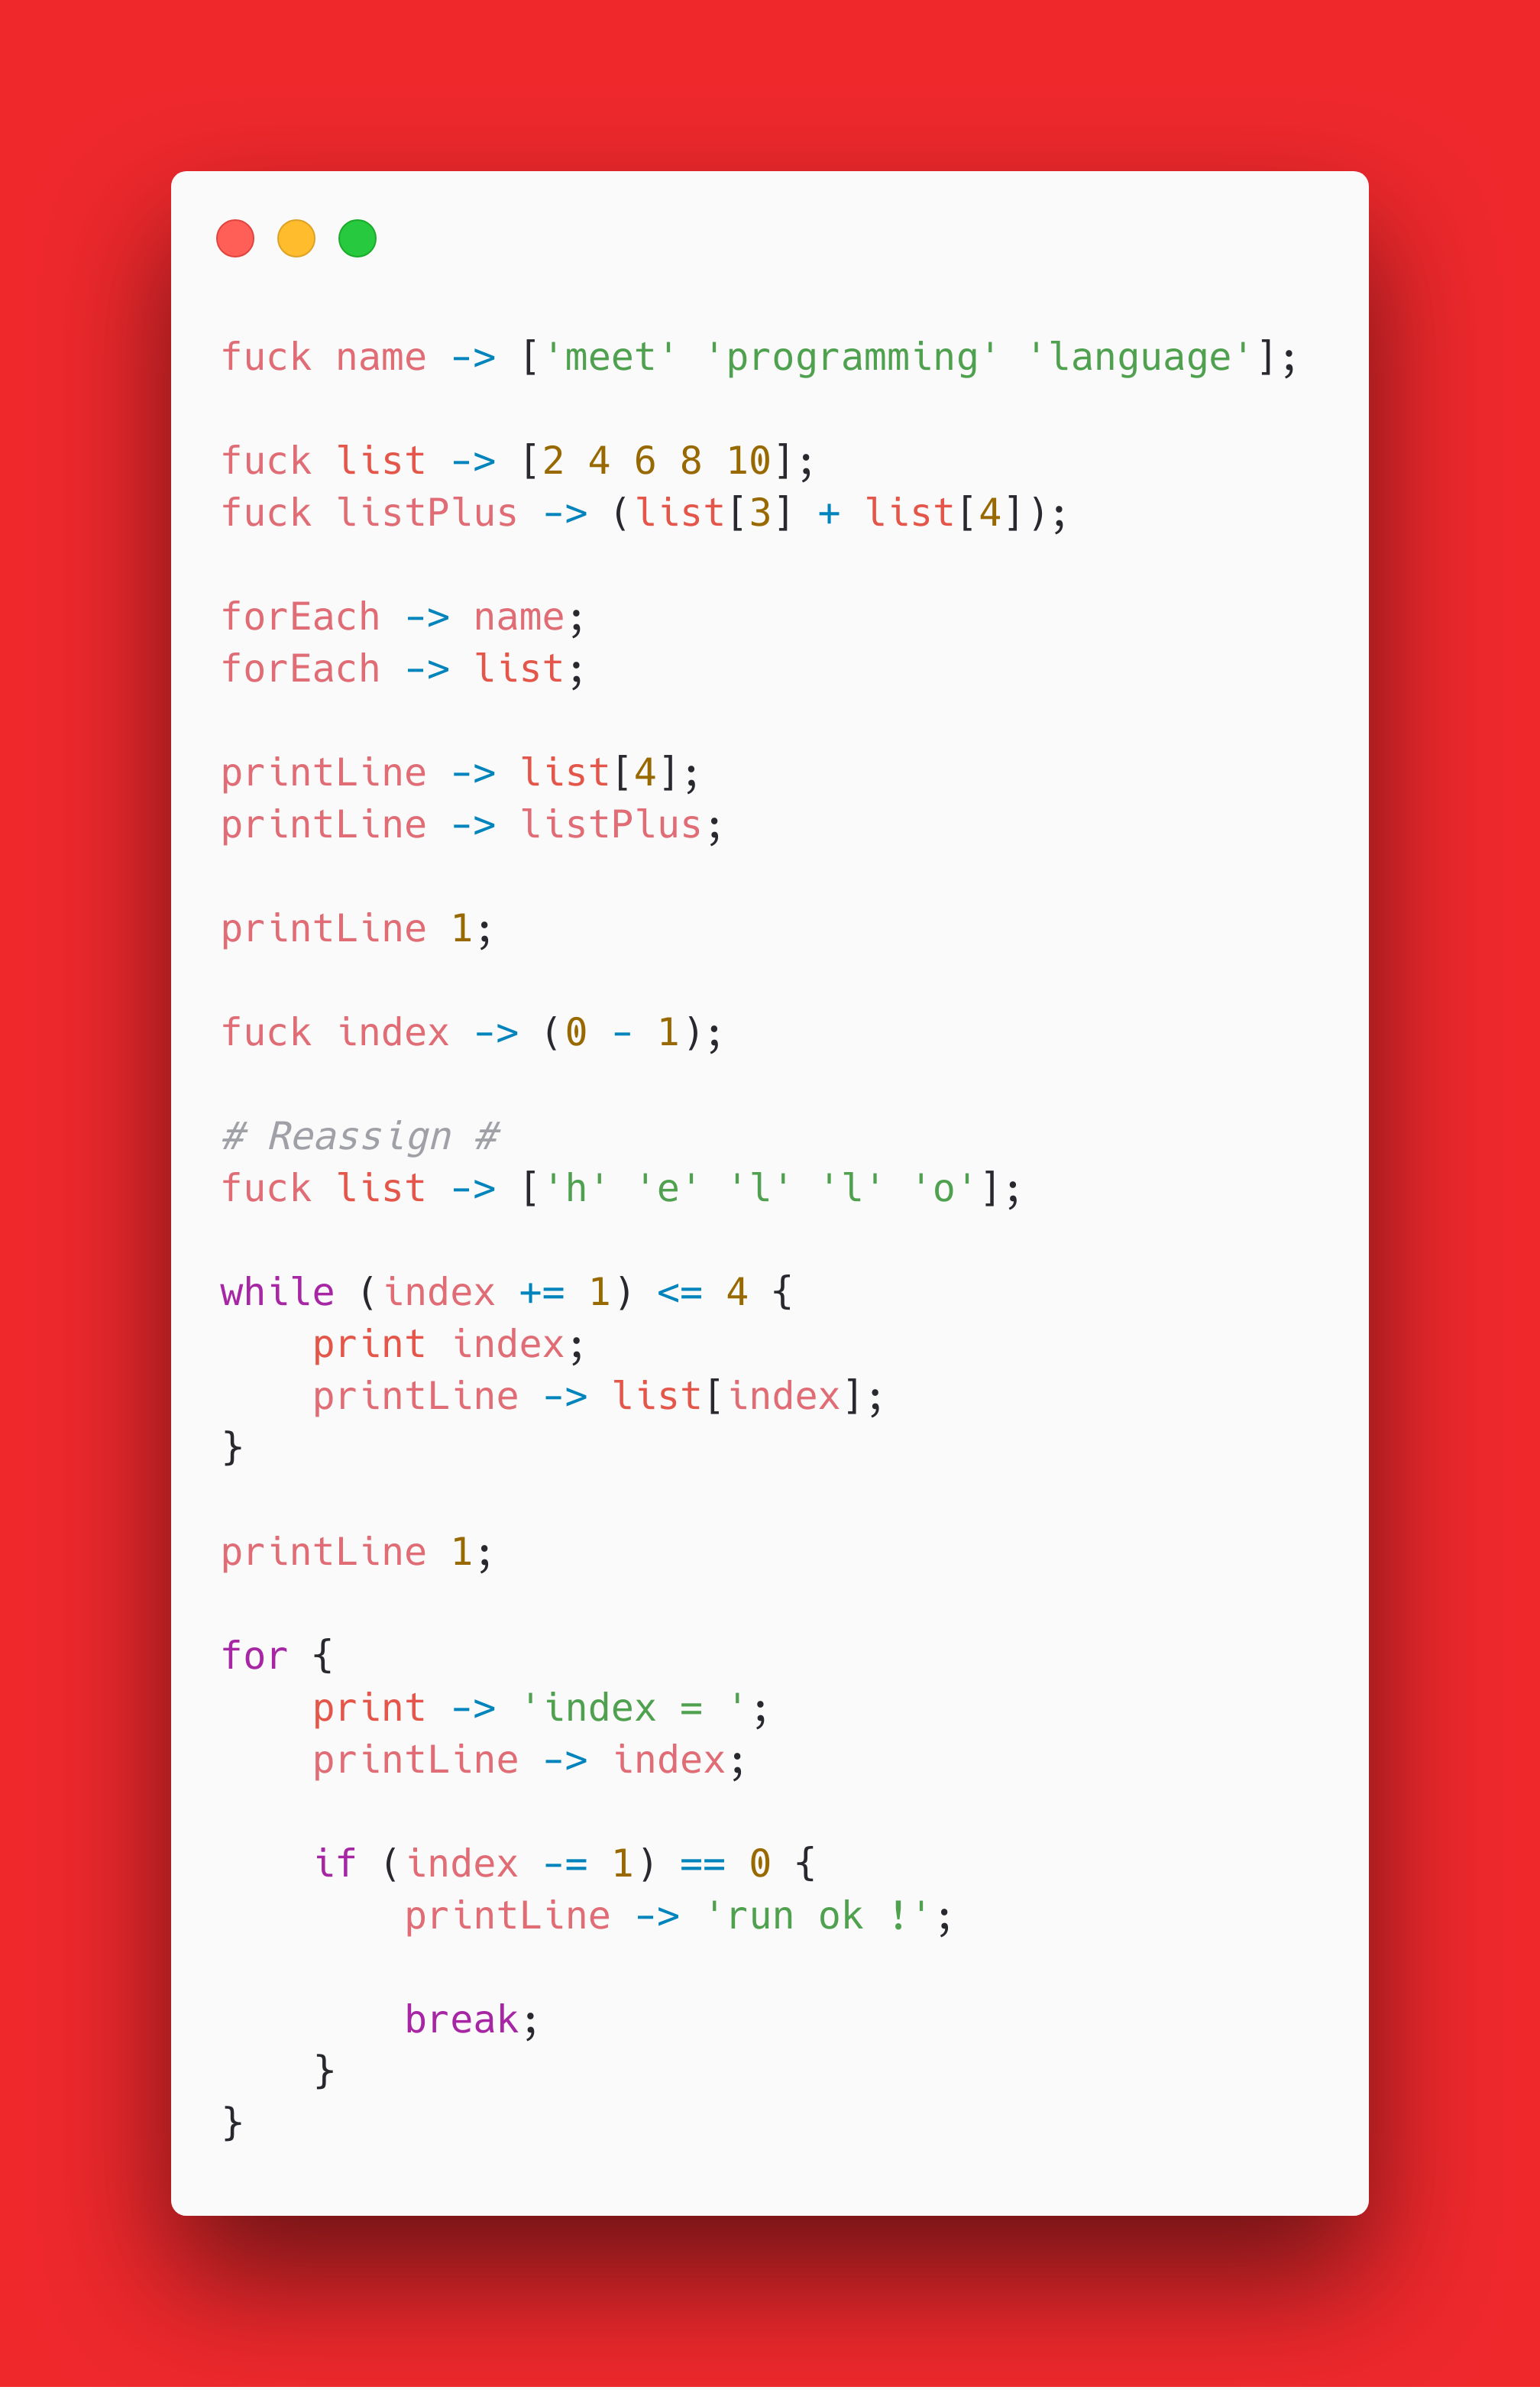 fuck name -> ['meet' 'programming' 'language'];
fuck list -> [2 4 6 8 10];
fuck listPlus -> (list[3] + list[4]);
forEach -> name;
forEach -> list;
printLine -> list[4];
printLine -> listPlus;
printLine 1;
fuck index -> (0 - 1);
# Reassign #
fuck list -> ['h' 'e' 'l' 'l' 'o'];
while (index += 1) <= 4 {
    print index;
    printLine -> list[index];
}
printLine 1;
for {
    print -> 'index = ';
    printLine -> index;
    if (index -= 1) == 0 {
        printLine -> 'run ok !';
        break;
    }
}